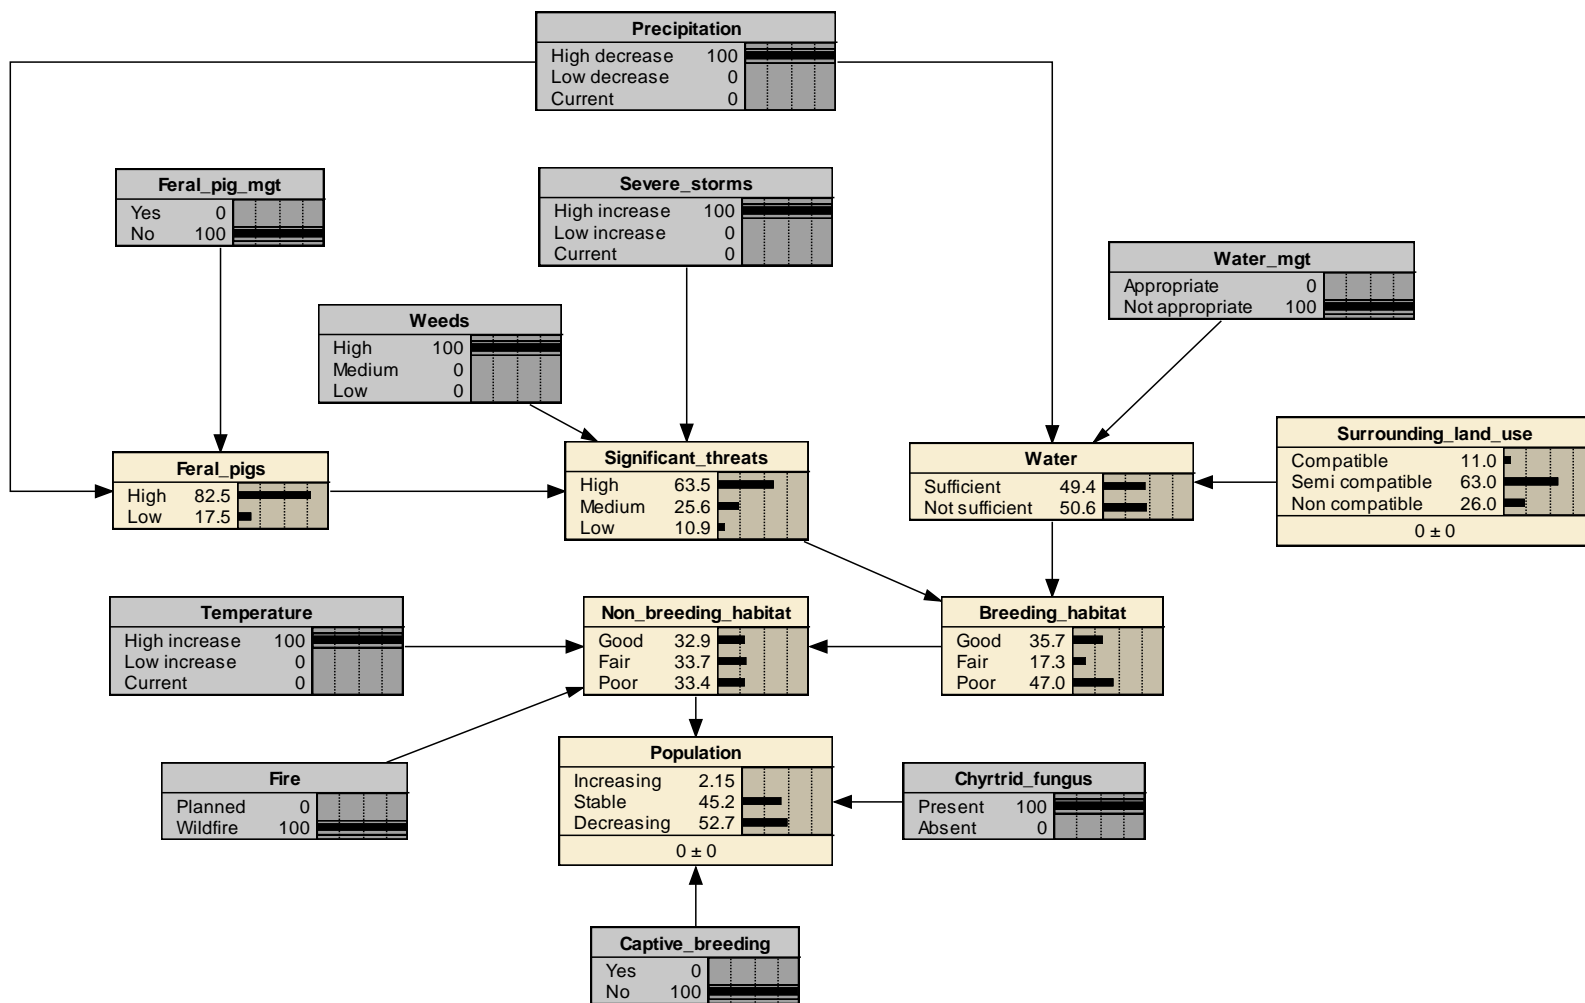 Precipitation
High decrease 100
Low decrease 0
Current 0
Feral_pig_mgt
Yes 0
No 100
Severe_storms
High increase 100
Low increase 0
Current 0
Water_mgt
Appropriate 0
Not appropriate 100
Weeds
High 100
Medium 0
Low 0
Feral_pigs
High 82.5
Low 17.5
Significant_threats
High 63.5
Medium 25.6
Low 10.9
Water
Sufficient 49.4
Not sufficient 50.6
Surrounding_land_use
Compatible 11.0
Semi compatible 63.0
Non compatible 26.0
0 ± 0
Temperature
High increase 100
Low increase 0
Current 0
Non_breeding_habitat
Good 32.9
Fair 33.7
Poor 33.4
Breeding_habitat
Good 35.7
Fair 17.3
Poor 47.0
Fire
Planned 0
Wildfire 100
Population
Increasing 2.15
Stable 45.2
Decreasing 52.7
0 ± 0
Chyrtrid_fungus
Present 100
Absent 0
Captive_breeding
Yes 0
No 100